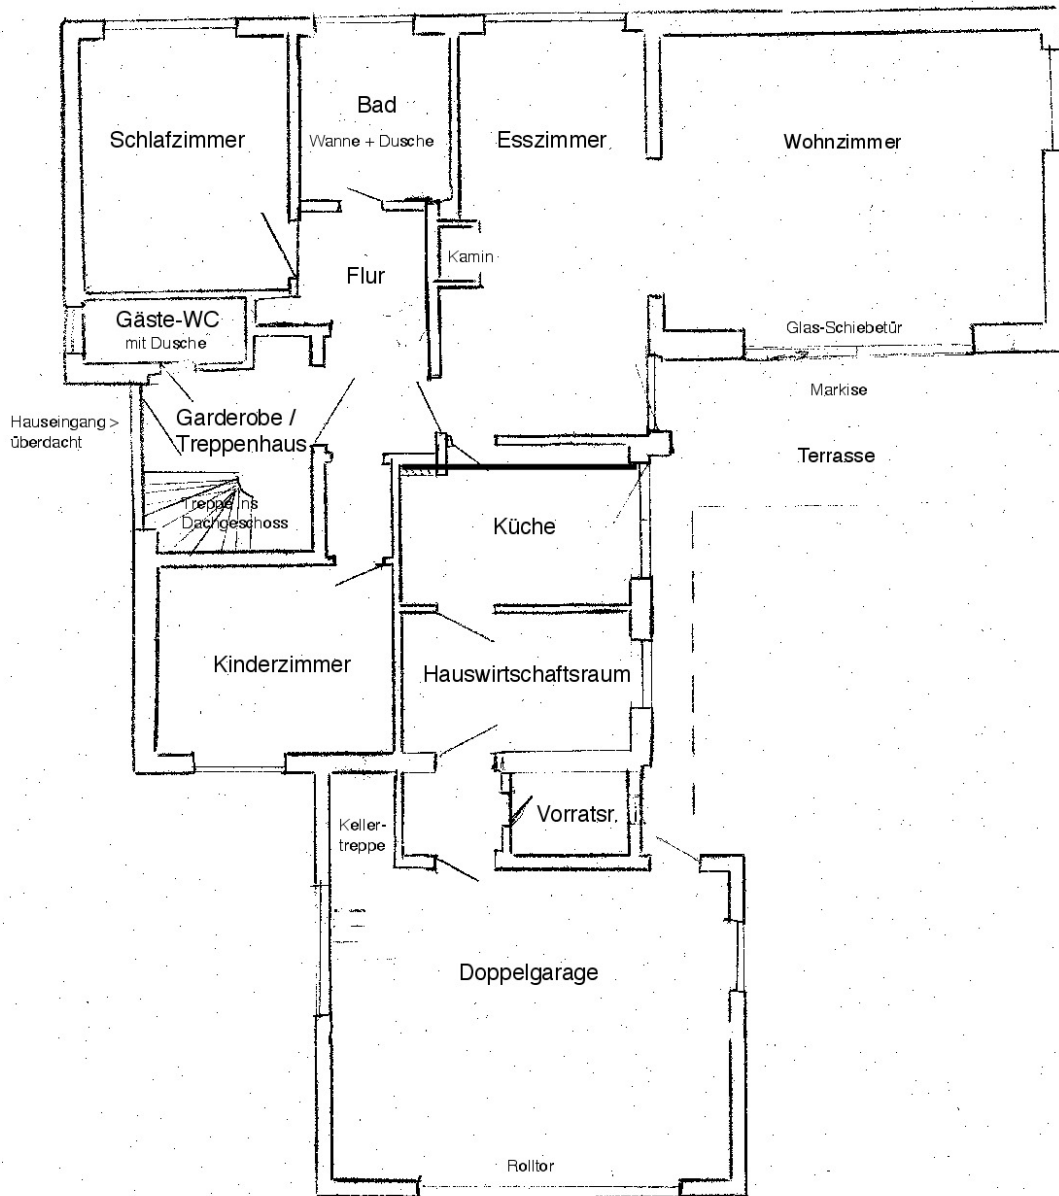 Bad
Schlafzimmer
Wanne + Dusche
Esszimmer
Wohnzimmer
Kamin
Flur
Gäste-WC
mit Dusche
Glas-Schiebetür
Markise
Hauseingang >
überdacht
Garderobe /
Treppenhaus
Terrasse
Treppe ins
Dachgeschoss
Küche
Kinderzimmer
Hauswirtschaftsraum
Vorratsr.
Keller-
treppe
Doppelgarage
Rolltor